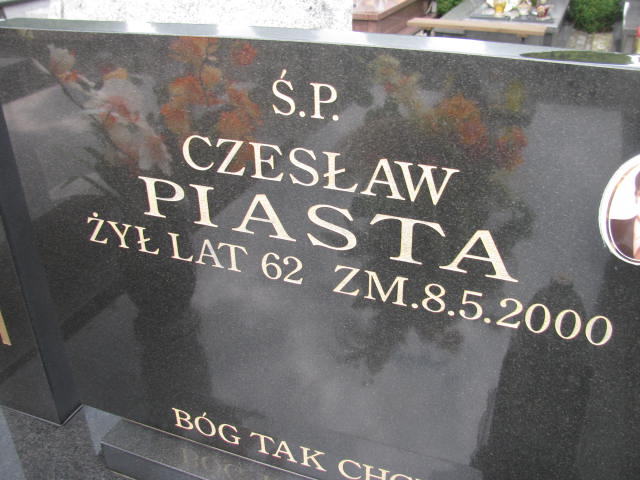 Ś.P.
CZESŁAW
PIASTA
ŻYŁ LAT 62 ZM.8.5.2000
BÓG TAK